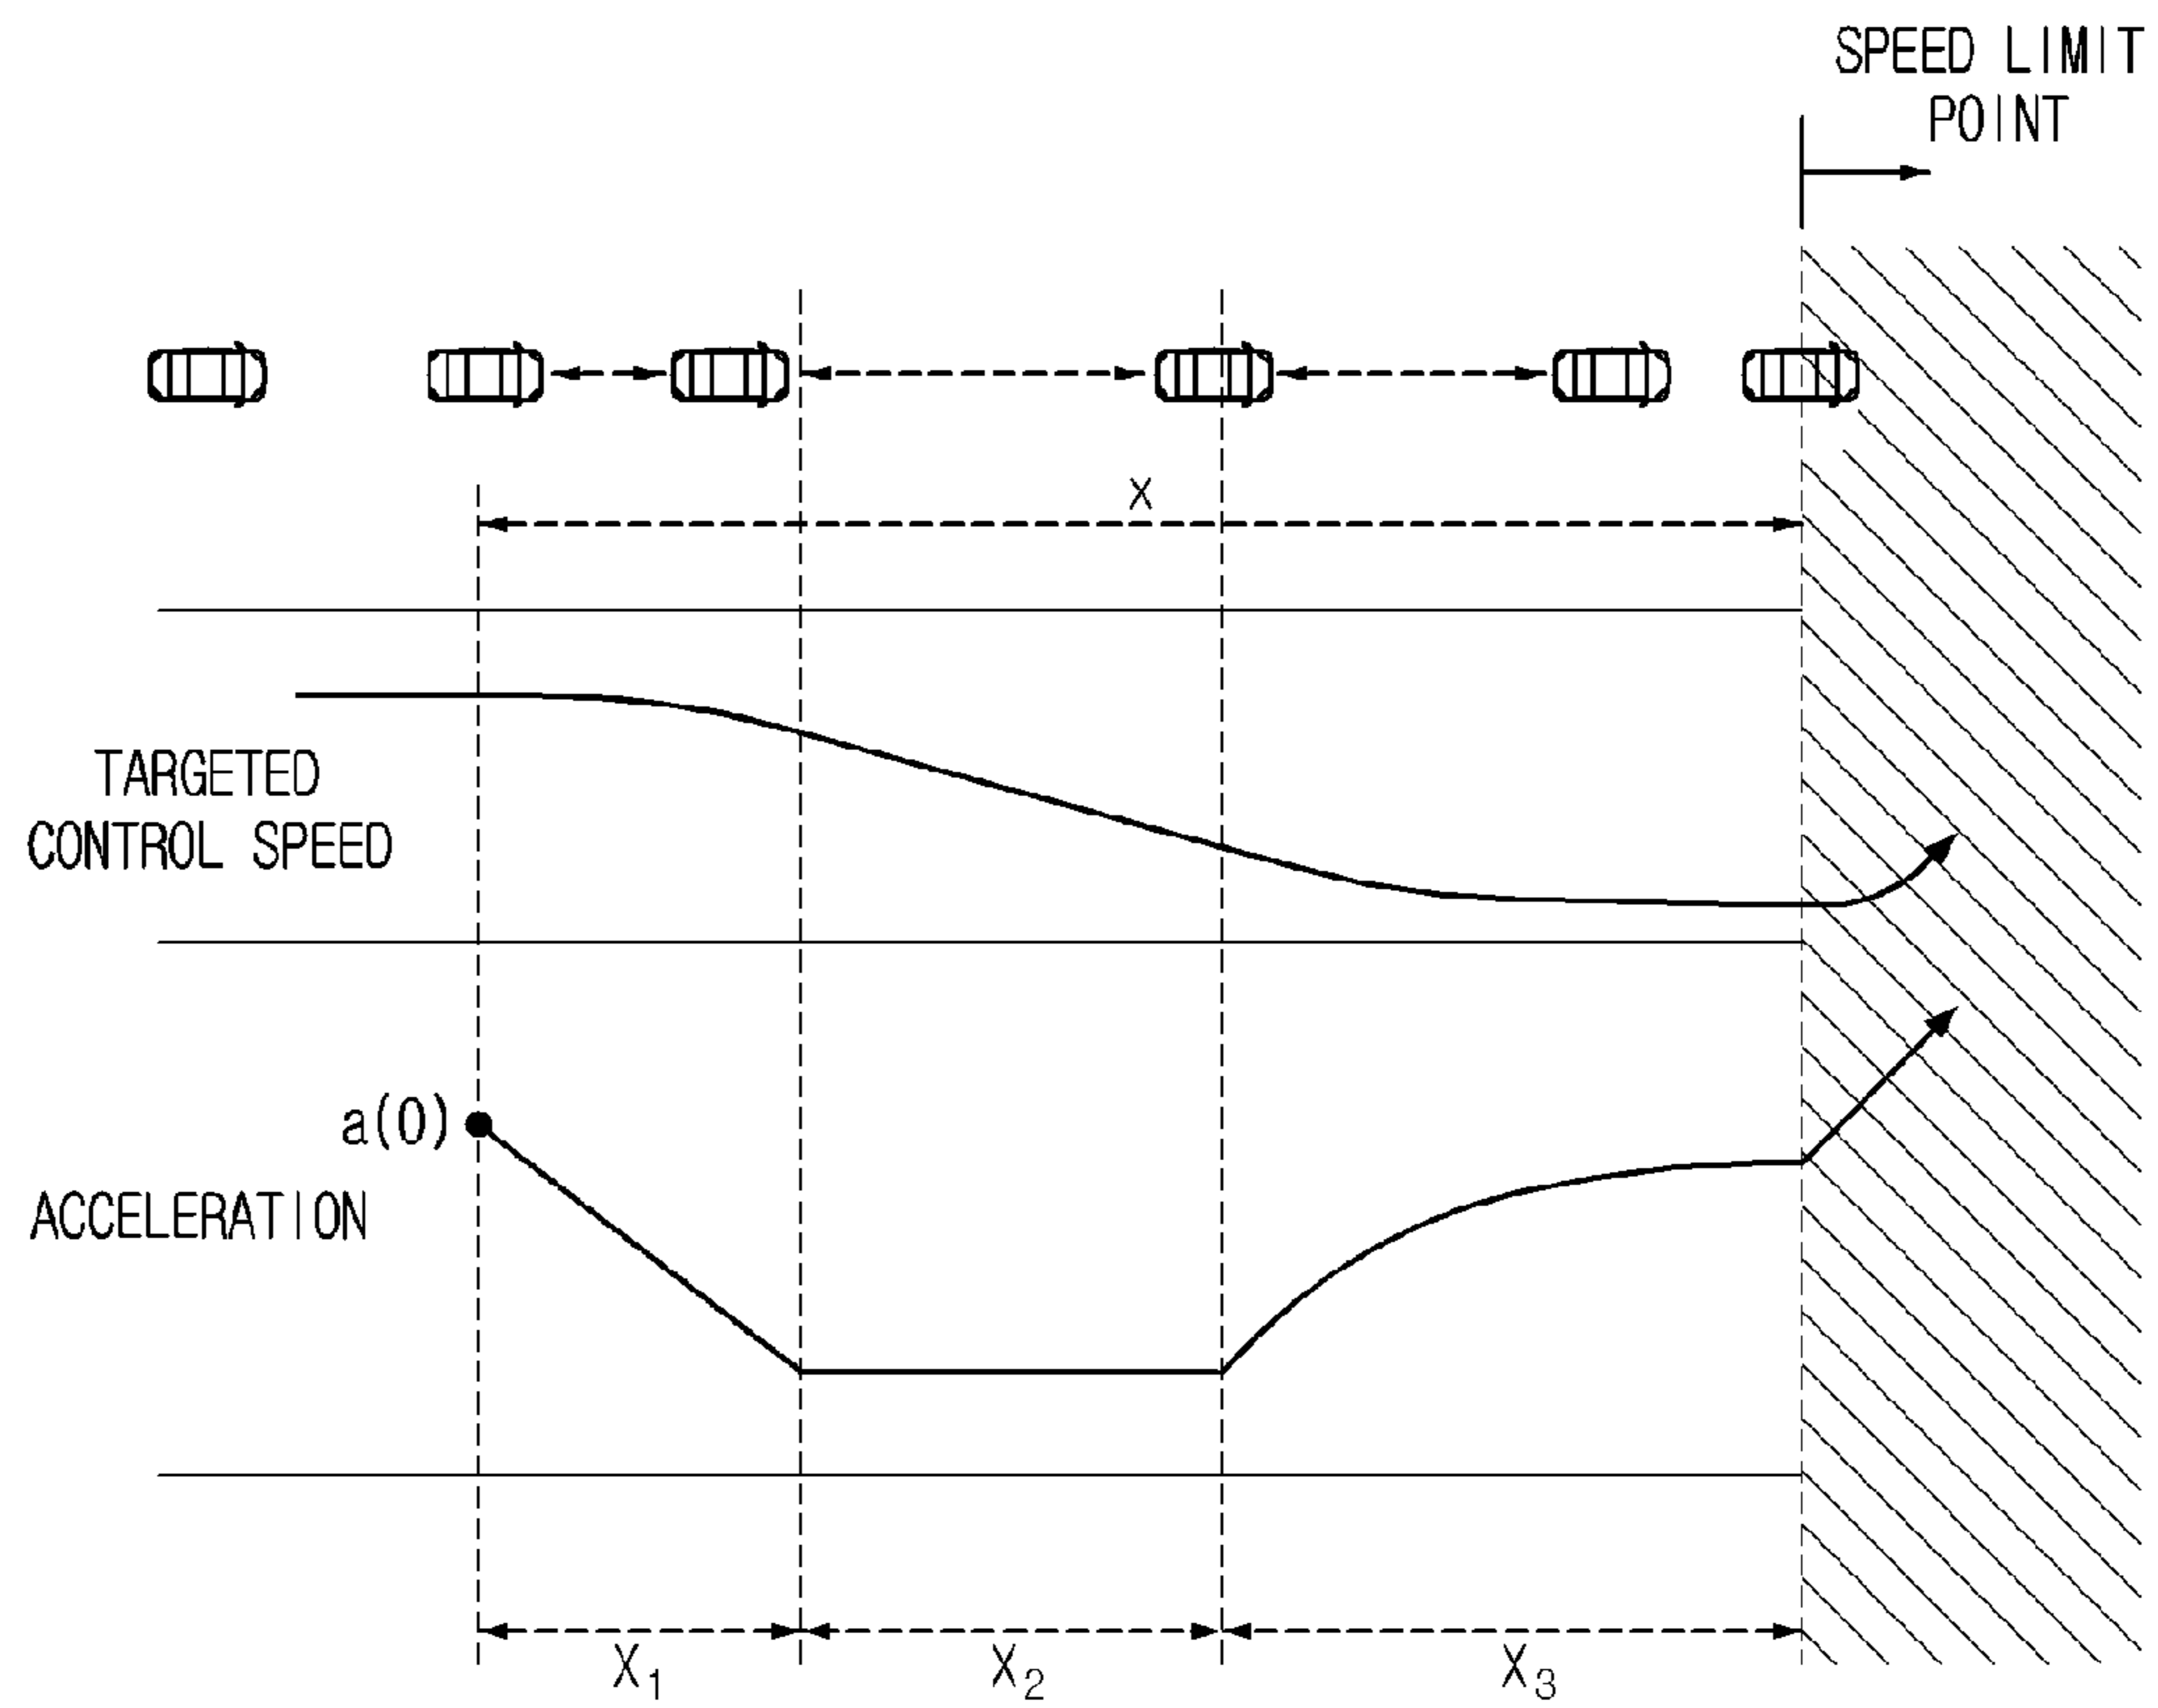 SPEED LIMIT
POINT
X
TARGETED
CONTROL SPEED
a(0)
ACCELERATION
X₁
X₂
X₃